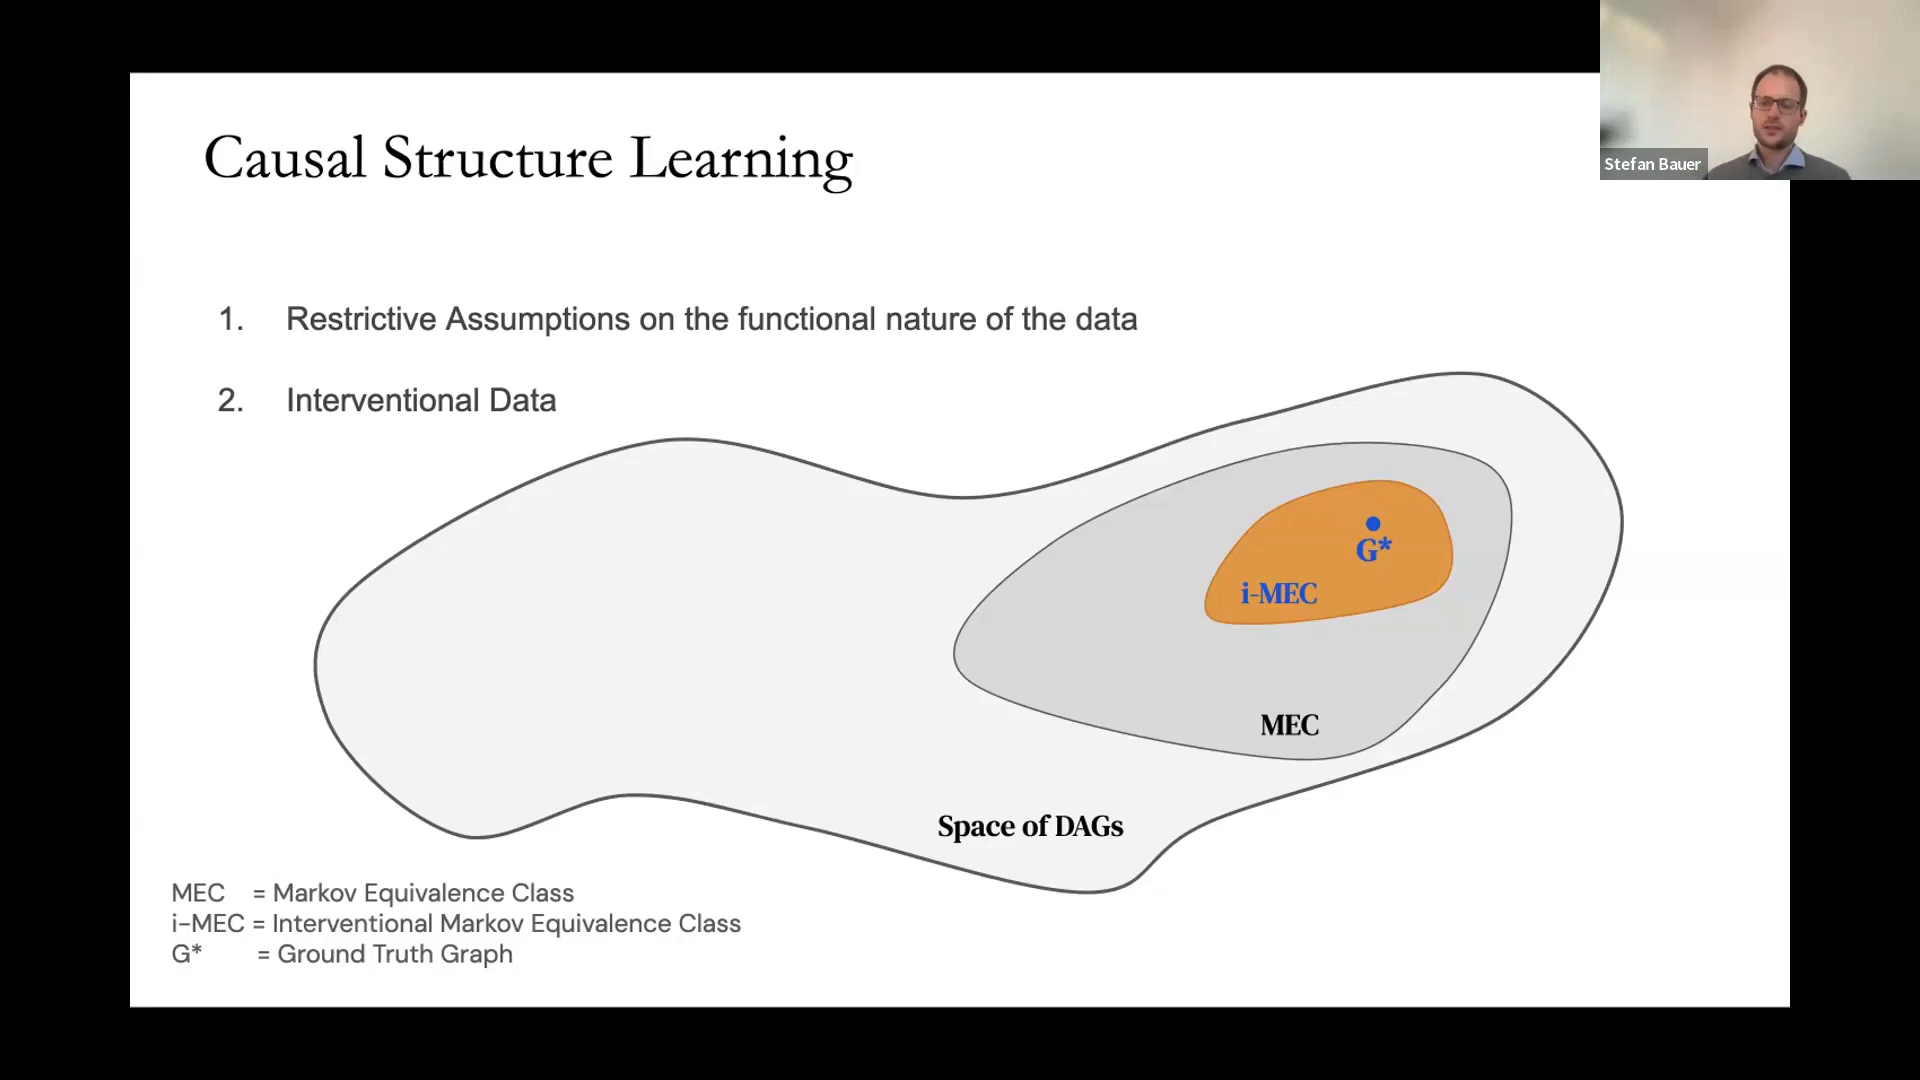 Causal Structure Learning
Stefan Bauer
1. Restrictive Assumptions on the functional nature of the data
2. Interventional Data
G*
i-MEC
MEC
Space of DAGs
MEC = Markov Equivalence Class
i-MEC = Interventional Markov Equivalence Class
G* = Ground Truth Graph